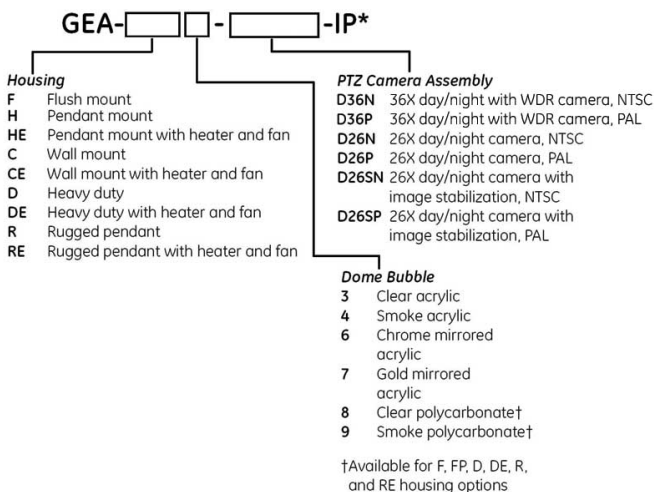 GEA- - -IP*
Housing
F Flush mount
H Pendant mount
HE Pendant mount with heater and fan
C Wall mount
CE Wall mount with heater and fan
D Heavy duty
DE Heavy duty with heater and fan
R Rugged pendant
RE Rugged pendant with heater and fan
PTZ Camera Assembly
D36N 36X day/night with WDR camera, NTSC
D36P 36X day/night with WDR camera, PAL
D26N 26X day/night camera, NTSC
D26P 26X day/night camera, PAL
D26SN 26X day/night camera with
image stabilization, NTSC
D26SP 26X day/night camera with
image stabilization, PAL
Dome Bubble
3 Clear acrylic
4 Smoke acrylic
6 Chrome mirrored
acrylic
7 Gold mirrored
acrylic
8 Clear polycarbonate†
9 Smoke polycarbonate†
†Available for F, FP, D, DE, R,
and RE housing options